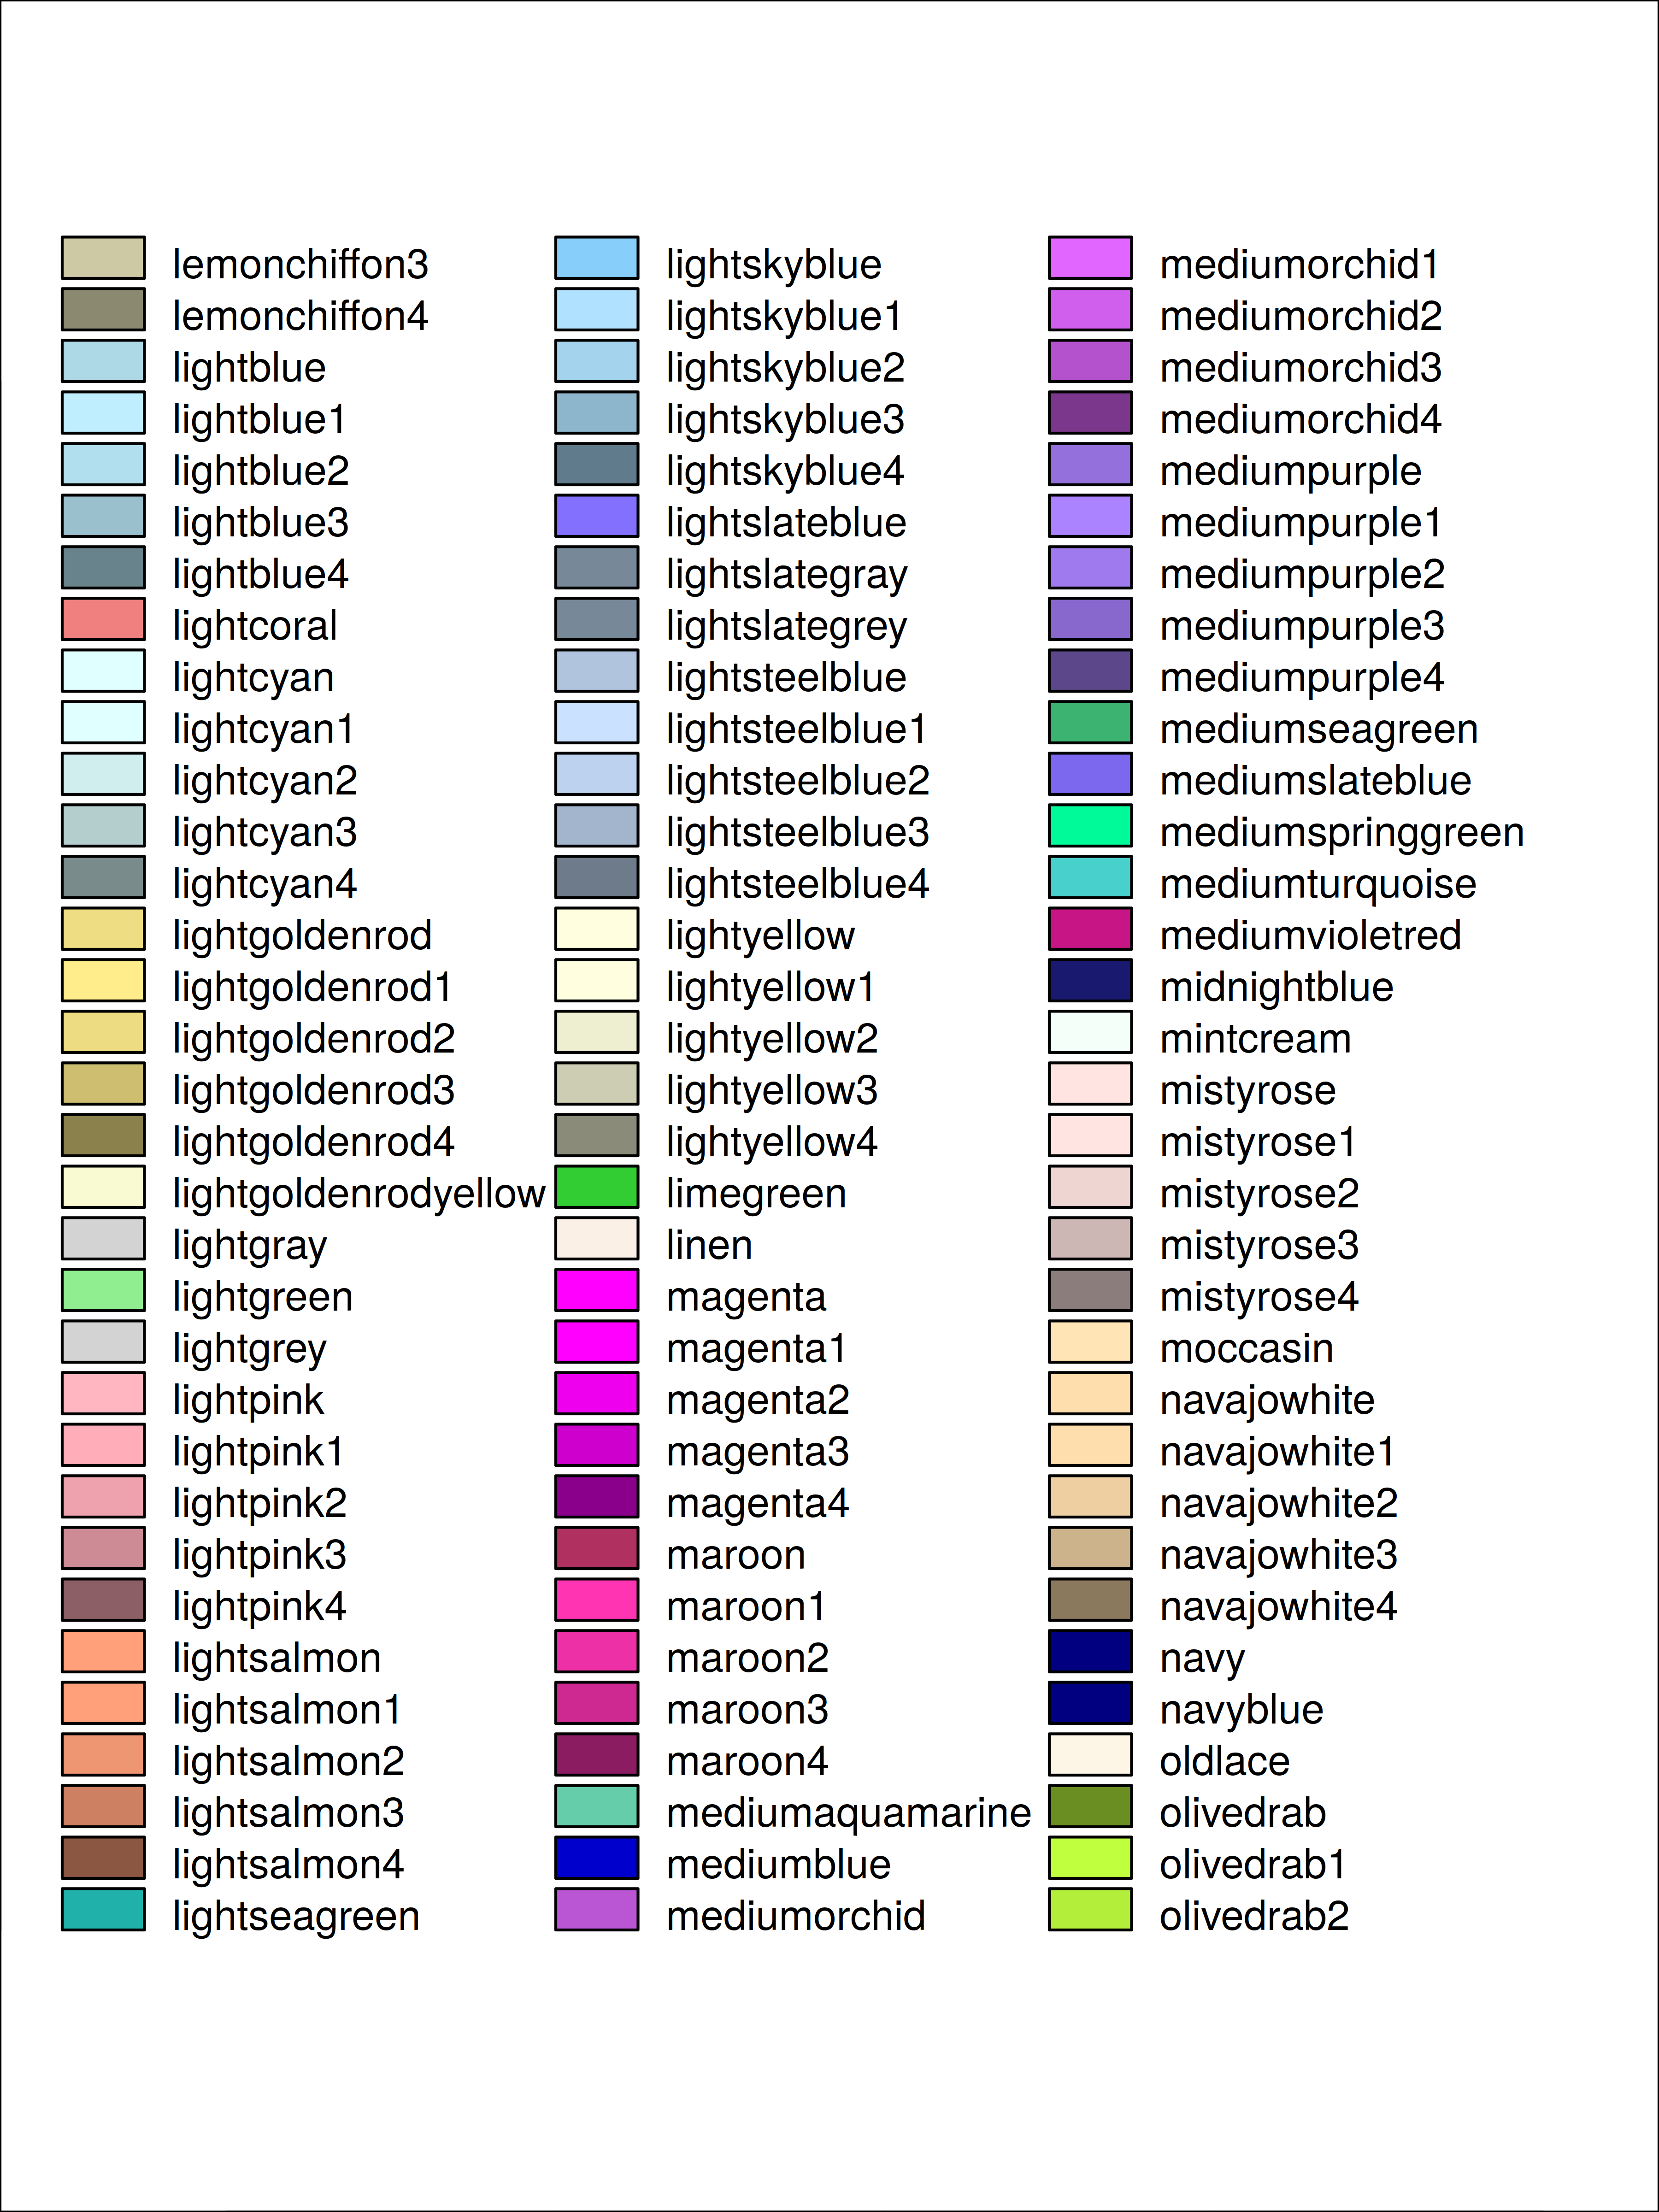 lemonchiffon3
lemonchiffon4
lightblue
lightblue1
lightblue2
lightblue3
lightblue4
lightcoral
lightcyan
lightcyan1
lightcyan2
lightcyan3
lightcyan4
lightgoldenrod
lightgoldenrod1
lightgoldenrod2
lightgoldenrod3
lightgoldenrod4
lightgoldenrodyellow
lightgray
lightgreen
lightgrey
lightpink
lightpink1
lightpink2
lightpink3
lightpink4
lightsalmon
lightsalmon1
lightsalmon2
lightsalmon3
lightsalmon4
lightseagreen
lightskyblue
lightskyblue1
lightskyblue2
lightskyblue3
lightskyblue4
lightslateblue
lightslategray
lightslategrey
lightsteelblue
lightsteelblue1
lightsteelblue2
lightsteelblue3
lightsteelblue4
lightyellow
lightyellow1
lightyellow2
lightyellow3
lightyellow4
limegreen
linen
magenta
magenta1
magenta2
magenta3
magenta4
maroon
maroon1
maroon2
maroon3
maroon4
mediumaquamarine
mediumblue
mediumorchid
mediumorchid1
mediumorchid2
mediumorchid3
mediumorchid4
mediumpurple
mediumpurple1
mediumpurple2
mediumpurple3
mediumpurple4
mediumseagreen
mediumslateblue
mediumspringgreen
mediumturquoise
mediumvioletred
midnightblue
mintcream
mistyrose
mistyrose1
mistyrose2
mistyrose3
mistyrose4
moccasin
navajowhite
navajowhite1
navajowhite2
navajowhite3
navajowhite4
navy
navyblue
oldlace
olivedrab
olivedrab1
olivedrab2